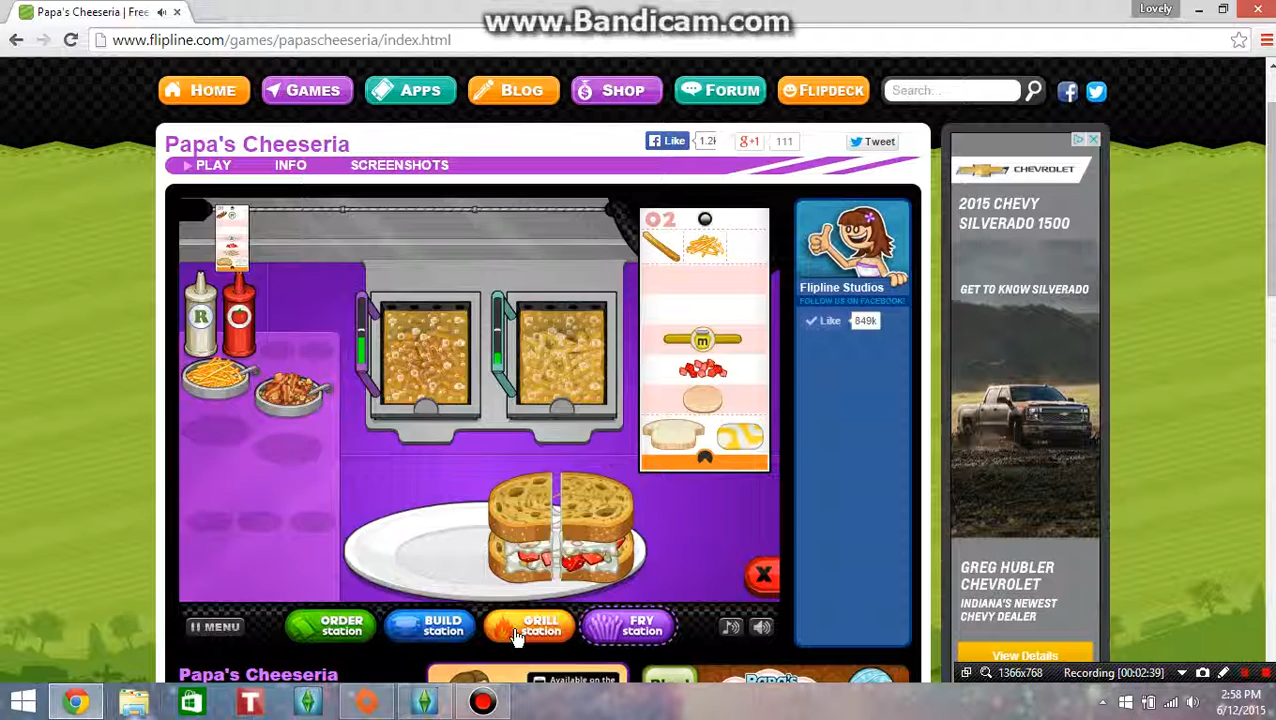 Papa's Cheeseria | Free
www.Bandicam.com
Lovely
www.flipline.com/games/papascheeseria/index.html
HOME
GAMES
APPS
BLOG
SHOP
FORUM
FLIPDECK
Search...
Papa's Cheeseria
Like
1.2k
g+1
111
Tweet
PLAY
INFO
SCREENSHOTS
02
R
m
Flipline Studios
FOLLOW US ON FACEBOOK!
Like
849k
CHEVROLET
2015 CHEVY
SILVERADO 1500
GET TO KNOW SILVERADO
GREG HUBLER
CHEVROLET
INDIANA'S NEWEST
CHEVY DEALER
View Details
MENU
ORDER
station
BUILD
station
GRILL
station
FRY
station
Papa's Cheeseria
Available on the
1366x768
Recording [00:02:39]
2:58 PM
6/12/2015